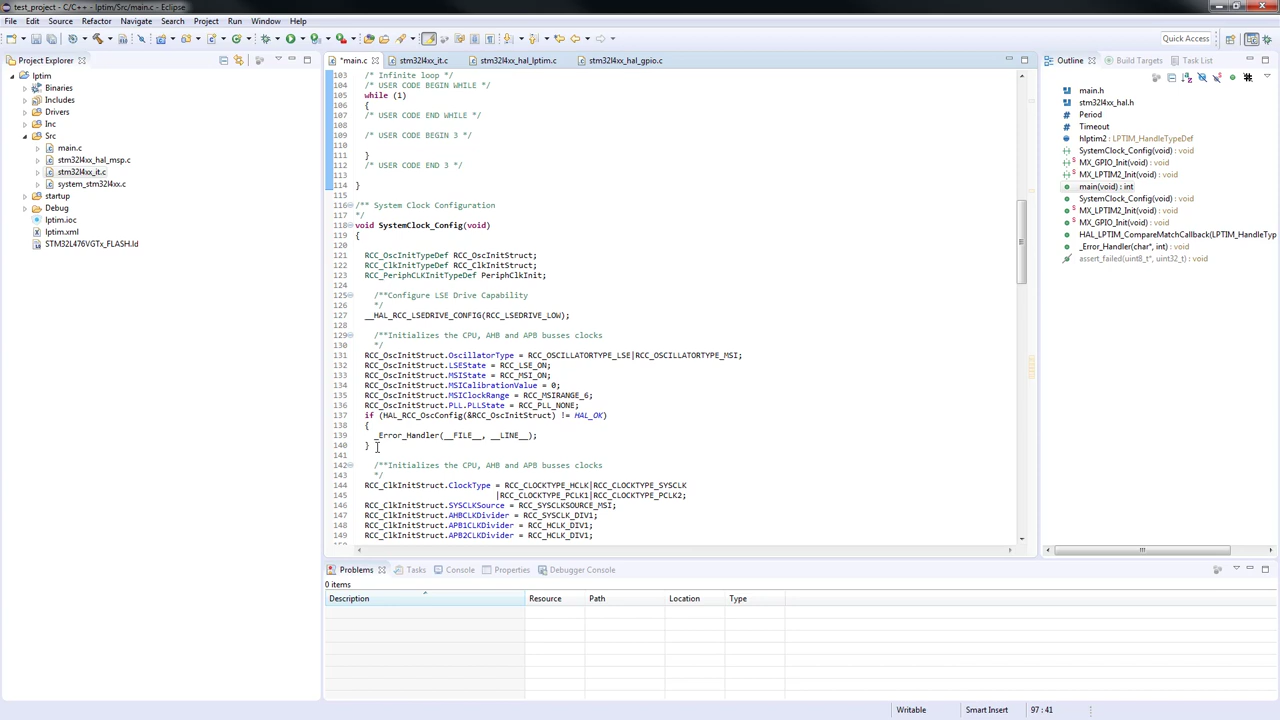 test_project - C/C++ - lptim/Src/main.c - Eclipse
File Edit Source Refactor Navigate Search Project Run Window Help
Quick Access
Project Explorer
*main.c
stm32l4xx_it.c
stm32l4xx_hal_lptim.c
stm32l4xx_hal_gpio.c
Outline
Build Targets
Task List
lptim
Binaries
Includes
Drivers
Inc
Src
main.c
stm32l4xx_hal_msp.c
stm32l4xx_it.c
system_stm32l4xx.c
startup
Debug
lptim.ioc
lptim.xml
STM32L476VGTx_FLASH.ld
103 /* Infinite loop */
104 /* USER CODE BEGIN WHILE */
105 while (1)
106 {
107 /* USER CODE END WHILE */
108
109 /* USER CODE BEGIN 3 */
110
111 }
112 /* USER CODE END 3 */
113
114 }
115
116 /** System Clock Configuration
117 */
118 void SystemClock_Config(void)
119 {
120
121 RCC_OscInitTypeDef RCC_OscInitStruct;
122 RCC_ClkInitTypeDef RCC_ClkInitStruct;
123 RCC_PeriphCLKInitTypeDef PeriphClkInit;
124
125 /**Configure LSE Drive Capability
126 */
127 __HAL_RCC_LSEDRIVE_CONFIG(RCC_LSEDRIVE_LOW);
128
129 /**Initializes the CPU, AHB and APB busses clocks
130 */
131 RCC_OscInitStruct.OscillatorType = RCC_OSCILLATORTYPE_LSE|RCC_OSCILLATORTYPE_MSI;
132 RCC_OscInitStruct.LSEState = RCC_LSE_ON;
133 RCC_OscInitStruct.MSIState = RCC_MSI_ON;
134 RCC_OscInitStruct.MSICalibrationValue = 0;
135 RCC_OscInitStruct.MSIClockRange = RCC_MSIRANGE_6;
136 RCC_OscInitStruct.PLL.PLLState = RCC_PLL_NONE;
137 if (HAL_RCC_OscConfig(&RCC_OscInitStruct) != HAL_OK)
138 {
139 _Error_Handler(__FILE__, __LINE__);
140 }
141
142 /**Initializes the CPU, AHB and APB busses clocks
143 */
144 RCC_ClkInitStruct.ClockType = RCC_CLOCKTYPE_HCLK|RCC_CLOCKTYPE_SYSCLK
145 |RCC_CLOCKTYPE_PCLK1|RCC_CLOCKTYPE_PCLK2;
146 RCC_ClkInitStruct.SYSCLKSource = RCC_SYSCLKSOURCE_MSI;
147 RCC_ClkInitStruct.AHBCLKDivider = RCC_SYSCLK_DIV1;
148 RCC_ClkInitStruct.APB1CLKDivider = RCC_HCLK_DIV1;
149 RCC_ClkInitStruct.APB2CLKDivider = RCC_HCLK_DIV1;
main.h
stm32l4xx_hal.h
Period
Timeout
hlptim2 : LPTIM_HandleTypeDef
SystemClock_Config(void) : void
MX_GPIO_Init(void) : void
MX_LPTIM2_Init(void) : void
main(void) : int
SystemClock_Config(void) : void
MX_LPTIM2_Init(void) : void
MX_GPIO_Init(void) : void
HAL_LPTIM_CompareMatchCallback(LPTIM_HandleTyp
_Error_Handler(char*, int) : void
assert_failed(uint8_t*, uint32_t) : void
Problems
Tasks
Console
Properties
Debugger Console
0 items
Description Resource Path Location Type
Writable
Smart Insert
97 : 41